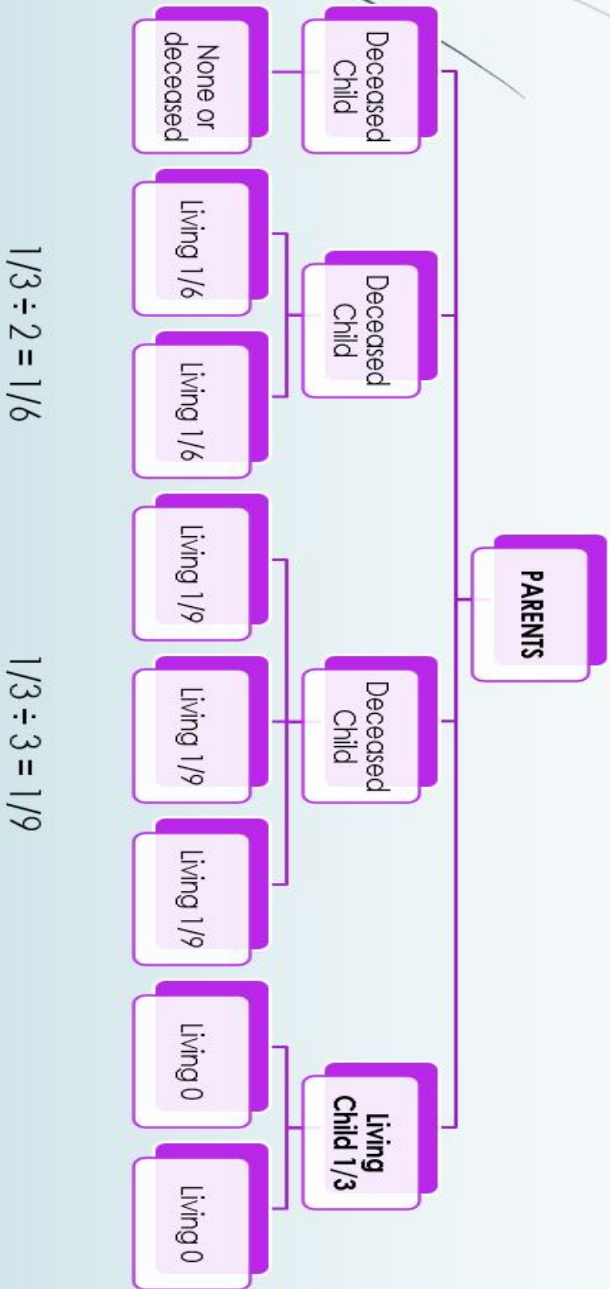 PARENTS
Deceased
Child
Deceased
Child
Deceased
Child
Living
Child 1/3
None or
deceased
Living 1/6
Living 1/6
Living 1/9
Living 1/9
Living 1/9
Living 0
Living 0
1/3 ÷ 2 = 1/6
1/3 ÷ 3 = 1/9